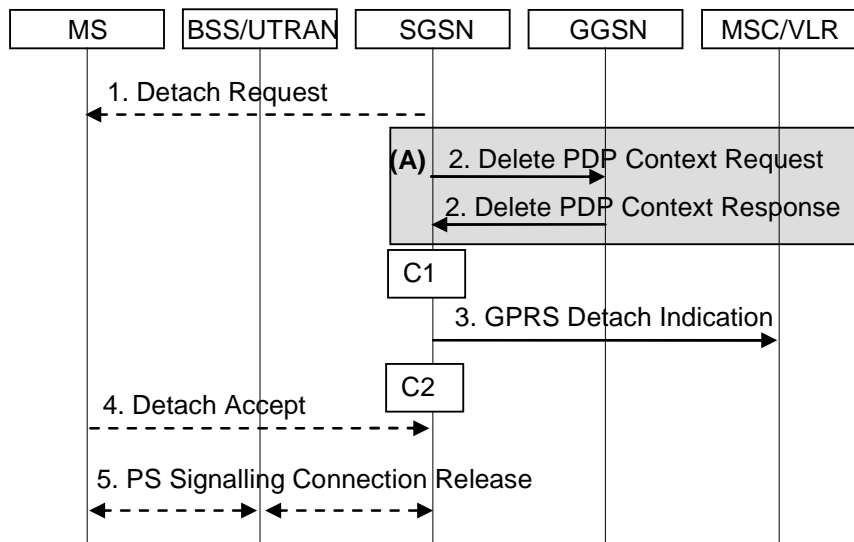 MS BSS/UTRAN SGSN GGSN MSC/VLR
1. Detach Request
(A) 2. Delete PDP Context Request
2. Delete PDP Context Response
C1
3. GPRS Detach Indication
C2
4. Detach Accept
5. PS Signalling Connection Release